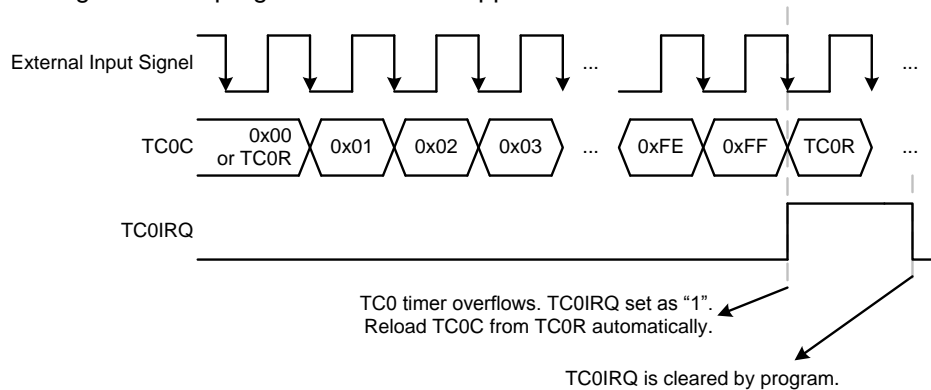 External Input Signel
...
...
TC0C
0x00
or TC0R
0x01
0x02
0x03
...
0xFE
0xFF
TC0R
...
TC0IRQ
TC0 timer overflows. TC0IRQ set as “1”.
Reload TC0C from TC0R automatically.
TC0IRQ is cleared by program.